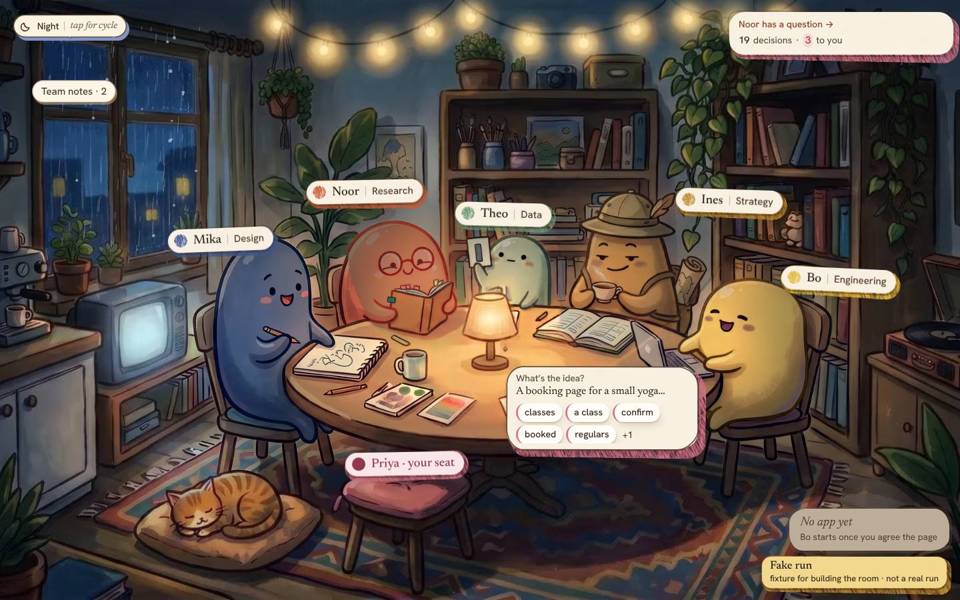 Night | tap for cycle
Noor has a question →
19 decisions · 3 to you
Team notes · 2
Noor | Research
Ines | Strategy
Theo | Data
Mika | Design
Bo | Engineering
What's the idea?
A booking page for a small yoga...
classes
a class
confirm
booked
regulars
+1
Priya · your seat
No app yet
Bo starts once you agree the page
Fake run
fixture for building the room · not a real run